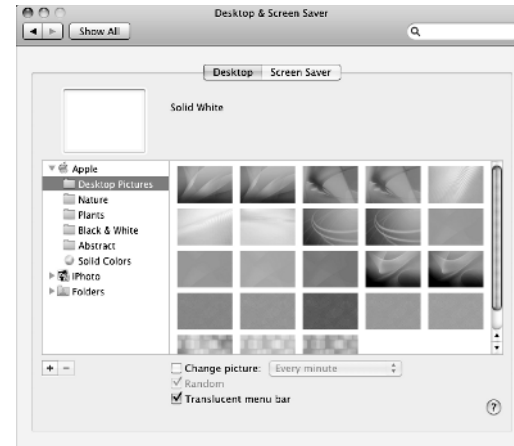 Desktop & Screen Saver
Show All
Desktop Screen Saver
Solid White
Apple
Desktop Pictures
Nature
Plants
Black & White
Abstract
Solid Colors
iPhoto
Folders
+ −
Change picture: Every minute
Random
Translucent menu bar
?